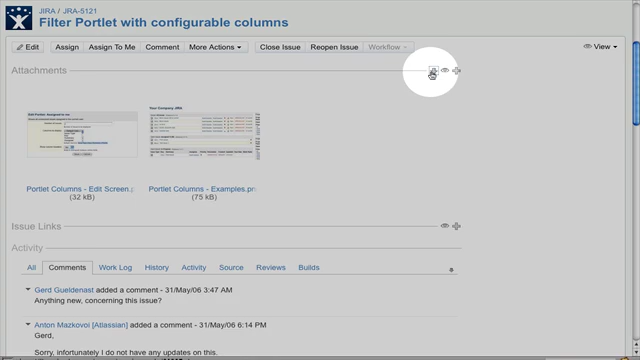 JIRA / JRA-5121
Filter Portlet with configurable columns
Edit Assign Assign To Me Comment More Actions Close Issue Reopen Issue Workflow View
Attachments
Your Company JIRA
Portlet Columns - Edit Screen.
(32 kB)
Portlet Columns - Examples.pn
(75 kB)
Issue Links
Activity
All Comments Work Log History Activity Source Reviews Builds
Gerd Gueldenast added a comment - 31/May/06 3:47 AM
Anything new, concerning this issue?
Anton Mazkovoi [Atlassian] added a comment - 31/May/06 6:14 PM
Gerd,
Sorry, infortunately I do not have any updates on this.